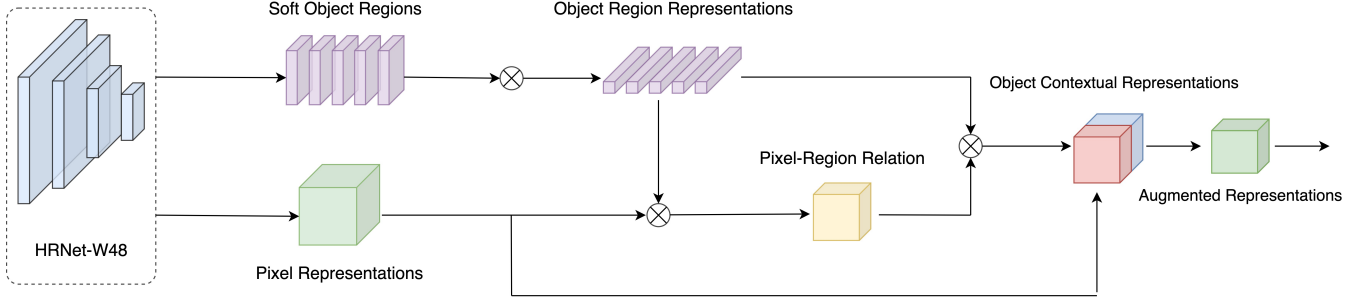 Soft Object Regions
Object Region Representations
Object Contextual Representations
Pixel-Region Relation
Augmented Representations
HRNet-W48
Pixel Representations